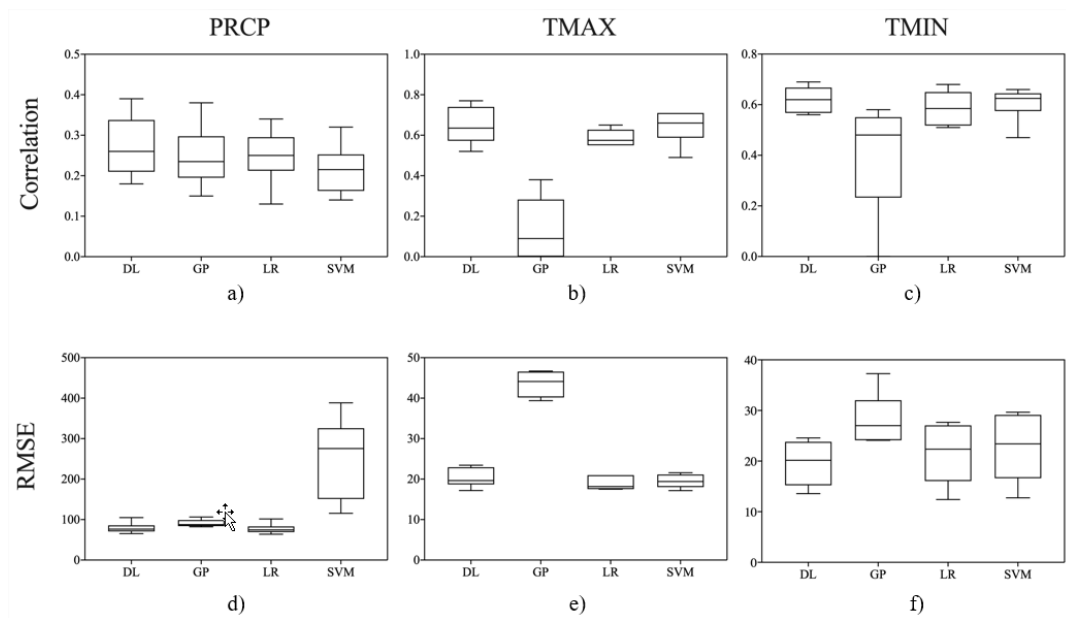 PRCP TMAX TMIN
Correlation
0.5
0.4
0.3
0.2
0.1
0.0
DL GP LR SVM
a)
1.0
0.8
0.6
0.4
0.2
0.0
DL GP LR SVM
b)
0.8
0.6
0.4
0.2
0.0
DL GP LR SVM
c)
RMSE
500
400
300
200
100
0
DL GP LR SVM
d)
50
40
30
20
10
0
DL GP LR SVM
e)
40
30
20
10
0
DL GP LR SVM
f)